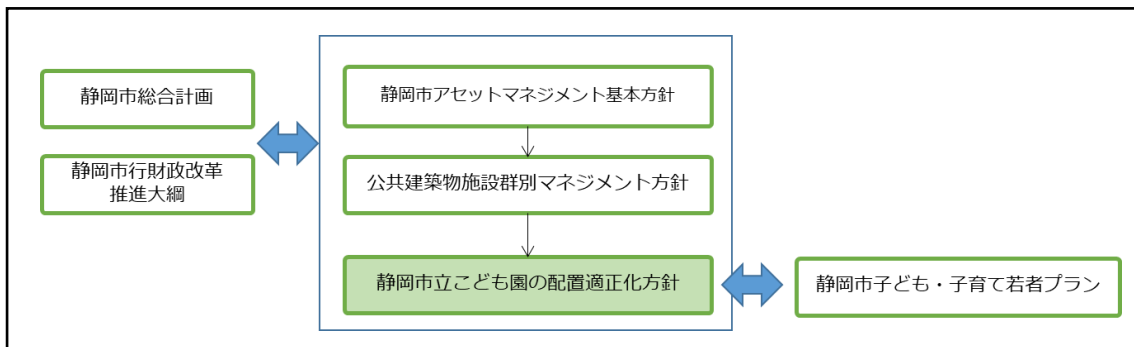 静岡市総合計画
静岡市行財政改革
推進大綱
静岡市アセットマネジメント基本方針
公共建築物施設群別マネジメント方針
静岡市立こども園の配置適正化方針
静岡市子ども・子育て若者プラン